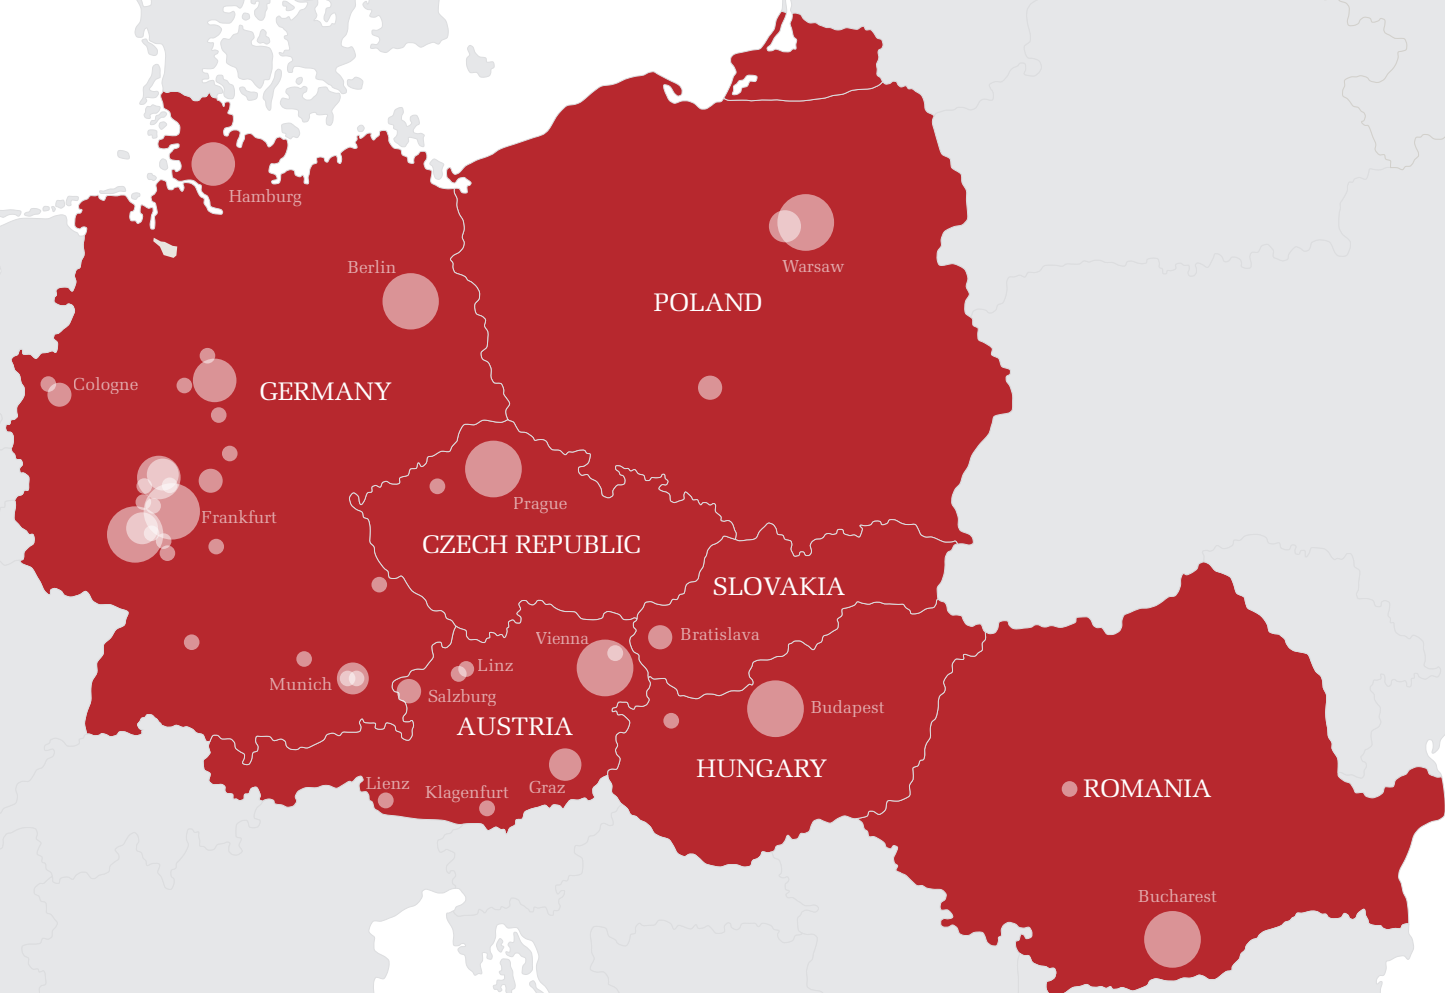 Hamburg
Berlin
Warsaw
POLAND
Cologne
GERMANY
Prague
Frankfurt
CZECH REPUBLIC
SLOVAKIA
Vienna
Bratislava
Linz
Munich
Salzburg
Budapest
AUSTRIA
HUNGARY
Lienz
Klagenfurt
Graz
ROMANIA
Bucharest